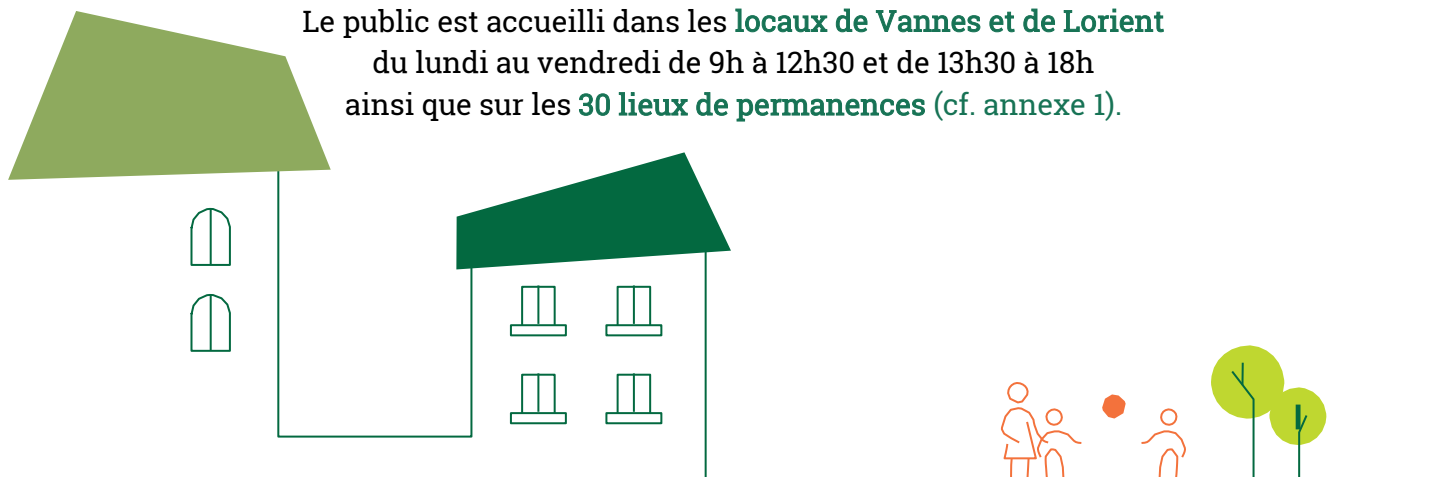 Le public est accueilli dans les locaux de Vannes et de Lorient
du lundi au vendredi de 9h à 12h30 et de 13h30 à 18h
ainsi que sur les 30 lieux de permanences (cf. annexe 1).